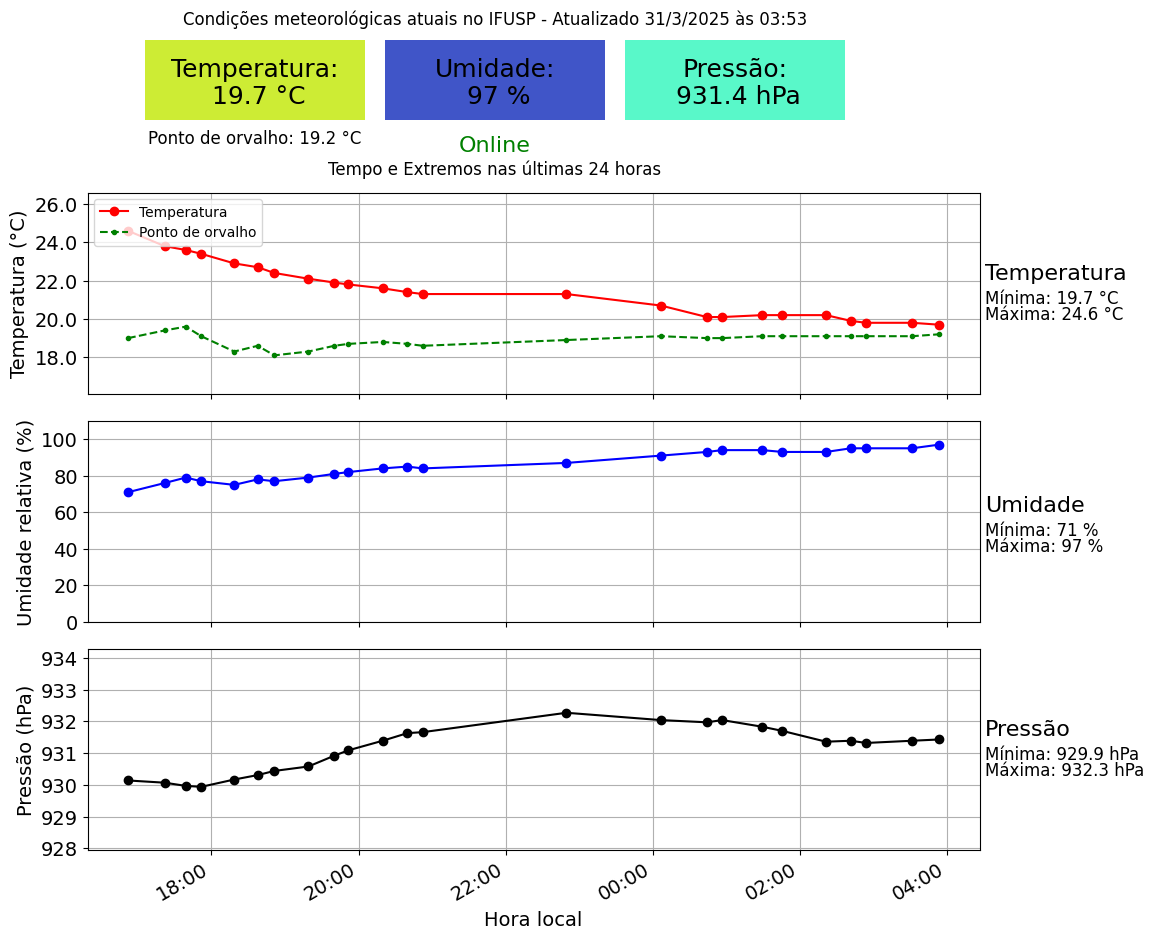 Condições meteorológicas atuais no IFUSP - Atualizado 31/3/2025 às 03:53
Temperatura:
19.7 °C
Umidade:
97 %
Pressão:
931.4 hPa
Ponto de orvalho: 19.2 °C
Online
Tempo e Extremos nas últimas 24 horas
Temperatura (°C)
26.0
24.0
22.0
20.0
18.0
Temperatura
Ponto de orvalho
Temperatura
Mínima: 19.7 °C
Máxima: 24.6 °C
Umidade relativa (%)
100
80
60
40
20
0
Umidade
Mínima: 71 %
Máxima: 97 %
Pressão (hPa)
934
933
932
931
930
929
928
Pressão
Mínima: 929.9 hPa
Máxima: 932.3 hPa
18:00
20:00
22:00
00:00
02:00
04:00
Hora local